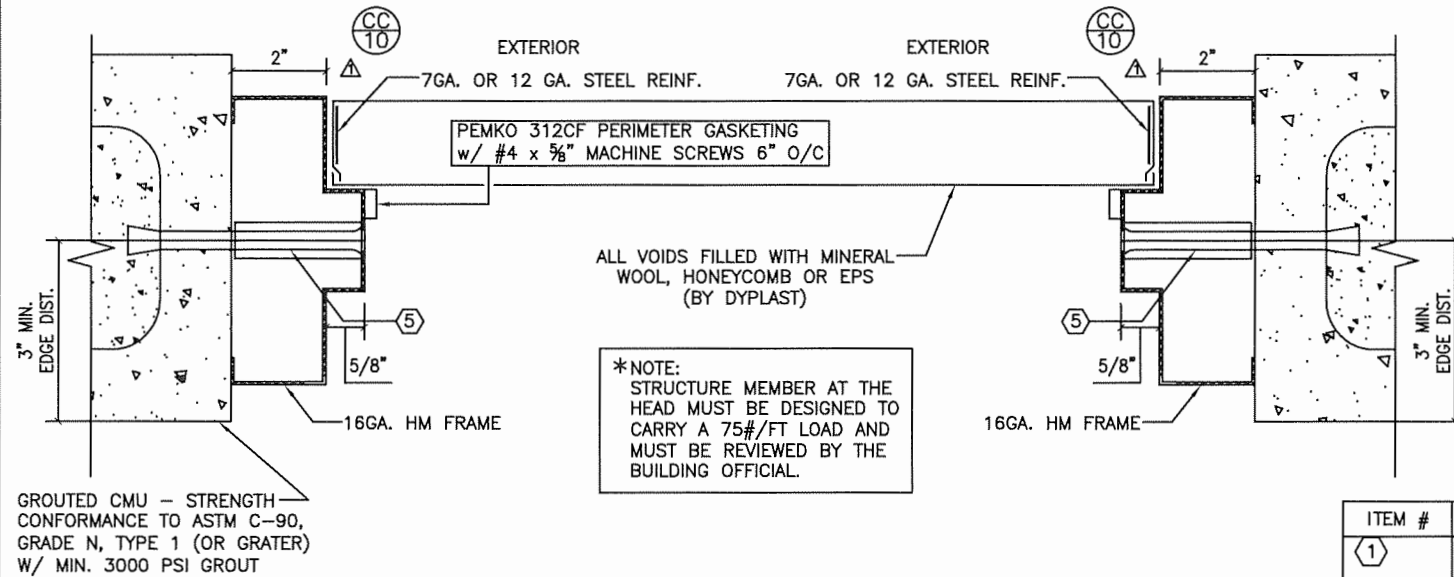 CC
10
CC
10
2"
1
EXTERIOR
EXTERIOR
1
2"
7GA. OR 12 GA. STEEL REINF.
7GA. OR 12 GA. STEEL REINF.
PEMKO 312CF PERIMETER GASKETING
w/ #4 x 5/8" MACHINE SCREWS 6" O/C
ALL VOIDS FILLED WITH MINERAL
WOOL, HONEYCOMB OR EPS
(BY DYPLAST)
3" MIN.
EDGE DIST.
5
5
3" MIN.
EDGE DIST.
5/8"
5/8"
*NOTE:
STRUCTURE MEMBER AT THE
HEAD MUST BE DESIGNED TO
CARRY A 75#/FT LOAD AND
MUST BE REVIEWED BY THE
BUILDING OFFICIAL.
16GA. HM FRAME
16GA. HM FRAME
GROUTED CMU – STRENGTH
CONFORMANCE TO ASTM C–90,
GRADE N, TYPE 1 (OR GRATER)
W/ MIN. 3000 PSI GROUT
ITEM #
1